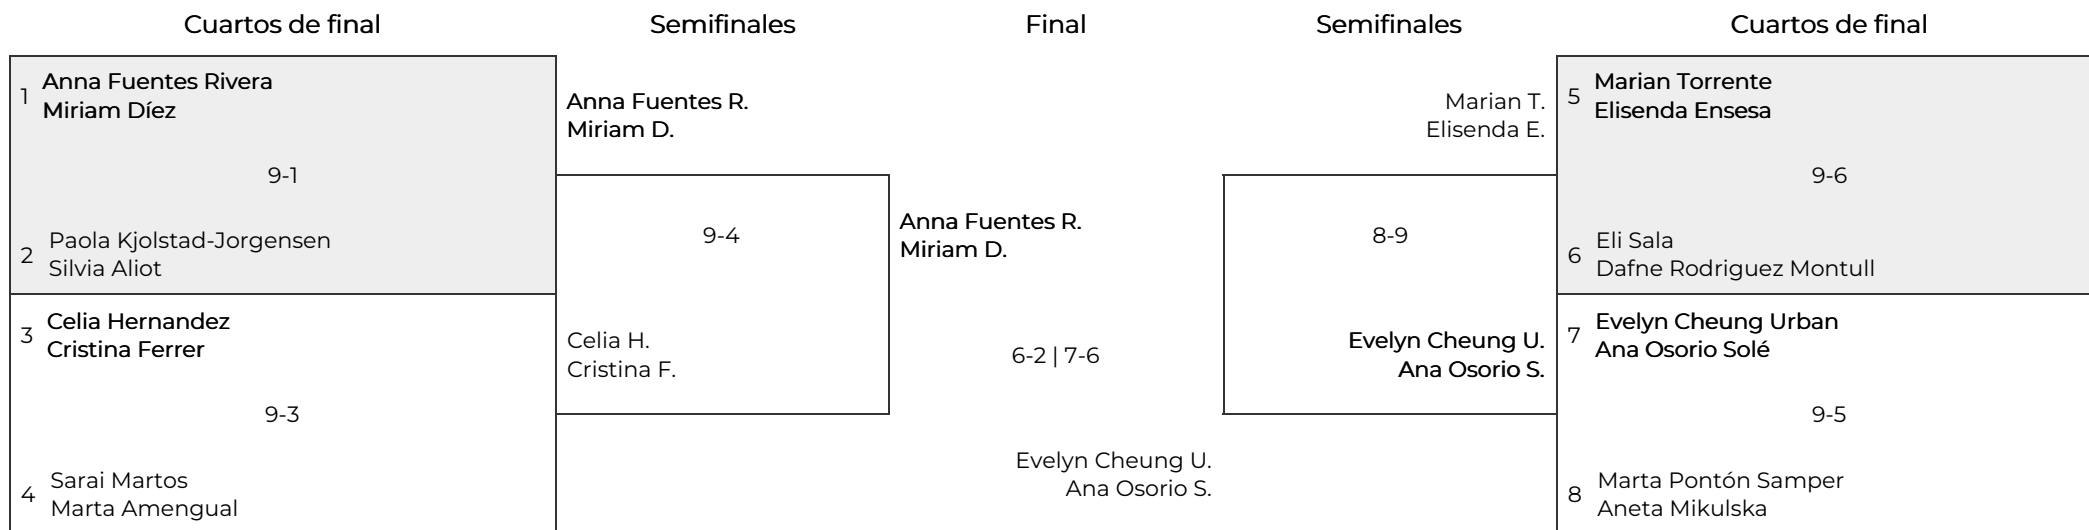 Cuartos de final
Semifinales
Final
Semifinales
Cuartos de final
1
Anna Fuentes Rivera
Miriam Díez
9-1
2
Paola Kjolstad-Jorgensen
Silvia Aliot
3
Celia Hernandez
Cristina Ferrer
9-3
4
Sarai Martos
Marta Amengual
Anna Fuentes R.
Miriam D.
9-4
Celia H.
Cristina F.
Anna Fuentes R.
Miriam D.
6-2 | 7-6
Evelyn Cheung U.
Ana Osorio S.
Marian T.
Elisenda E.
8-9
Evelyn Cheung U.
Ana Osorio S.
5
Marian Torrente
Elisenda Ensesa
9-6
6
Eli Sala
Dafne Rodriguez Montull
7
Evelyn Cheung Urban
Ana Osorio Solé
9-5
8
Marta Pontón Samper
Aneta Mikulska